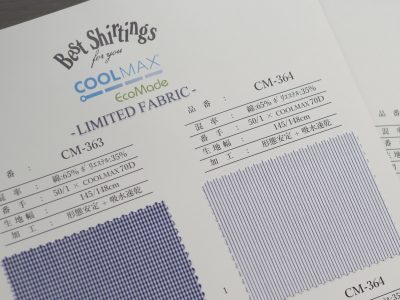 Best Shirtings
for you
COOLMAX®
EcoMade
- LIMITED FABRIC -
品 番 : CM-363
混 率 : 綿:65% ポリエステル:35%
番 手 : 50/1 × COOLMAX 70D
生 地 幅 : 145/148cm
加 工 : 形態安定 + 吸水速乾
品 番 : CM-364
混 率 : 綿:65% ポリエステル:35%
番 手 : 50/1 × COOLMAX 70D
生 地 幅 : 145/148cm
加 工 : 形態安定 + 吸水速乾
1
CM-364